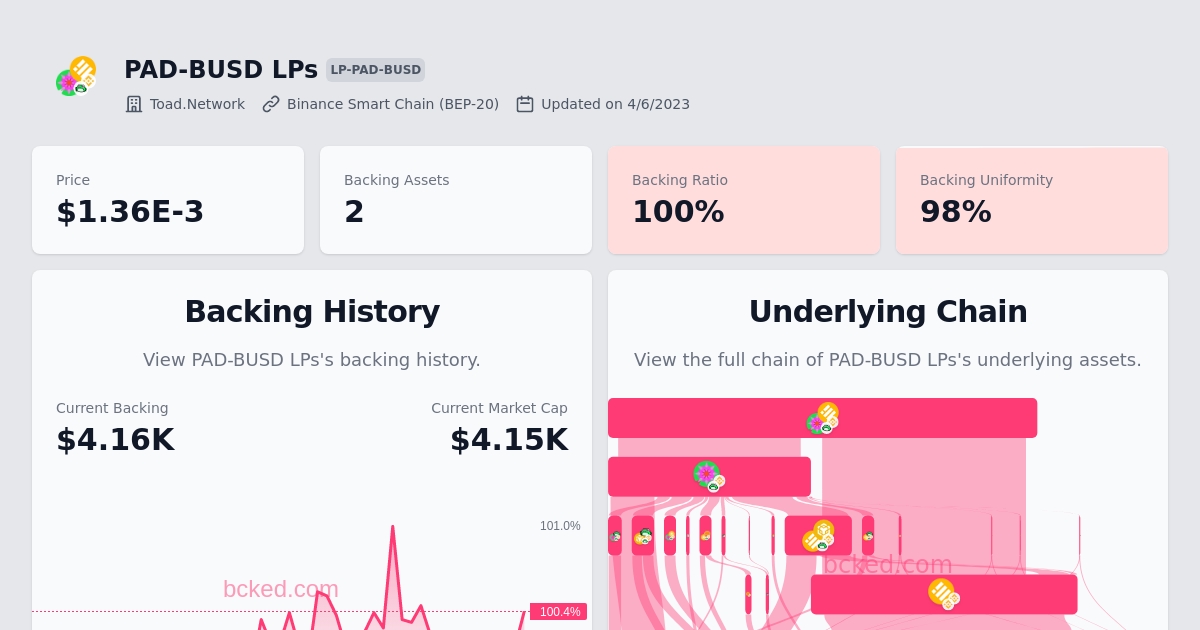 PAD-BUSD LPs LP-PAD-BUSD
Toad.Network Binance Smart Chain (BEP-20) Updated on 4/6/2023
Price
$1.36E-3
Backing Assets
2
Backing Ratio
100%
Backing Uniformity
98%
Backing History
View PAD-BUSD LPs's backing history.
Current Backing
$4.16K
Current Market Cap
$4.15K
101.0%
bcked.com
100.4%
Underlying Chain
View the full chain of PAD-BUSD LPs's underlying assets.
bcked.com